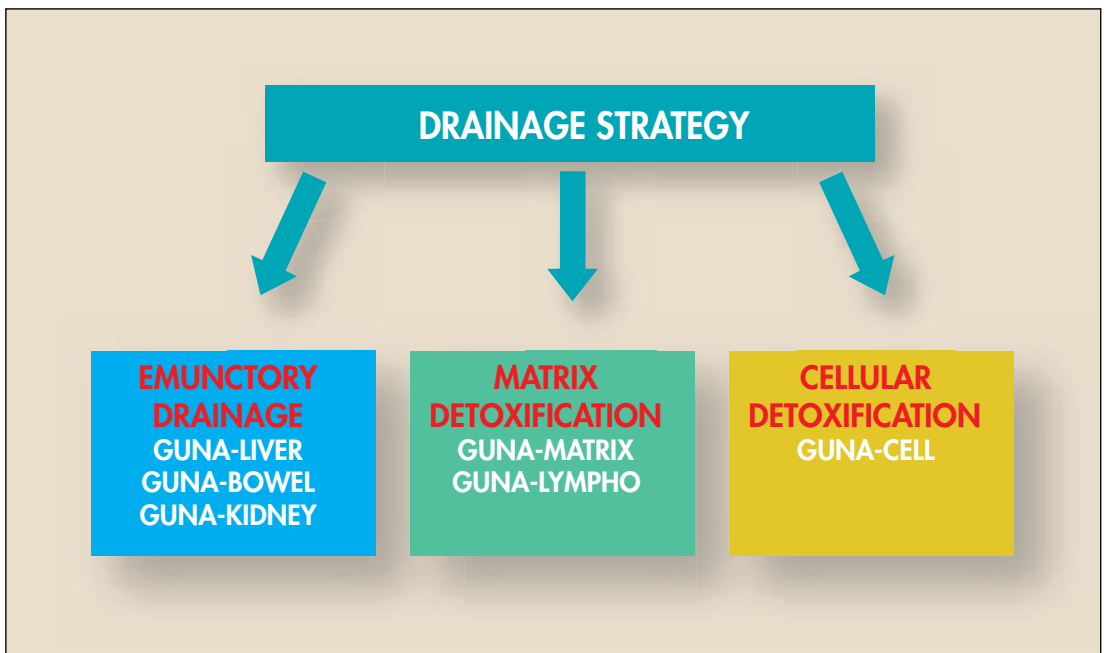 DRAINAGE STRATEGY
EMUNCTORY
DRAINAGE
GUNA-LIVER
GUNA-BOWEL
GUNA-KIDNEY
MATRIX
DETOXIFICATION
GUNA-MATRIX
GUNA-LYMPHO
CELLULAR
DETOXIFICATION
GUNA-CELL